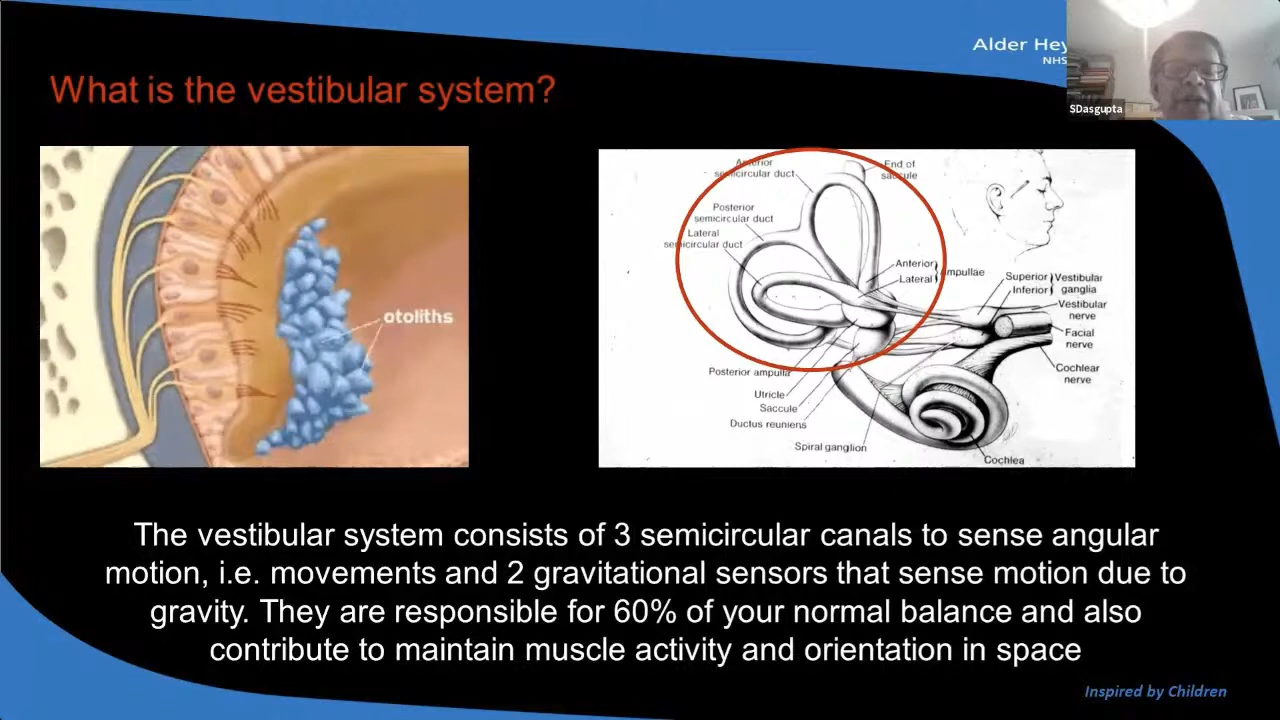 Alder Hey
NHS
SDasgupta
What is the vestibular system?
otoliths
Anterior
semicircular duct
End of
saccule
Posterior
semicircular duct
Lateral
semicircular duct
Anterior
Lateral
Ampullae
Superior
Inferior
Vestibular
ganglia
Vestibular
nerve
Facial
nerve
Cochlear
nerve
Posterior ampulla
Utricle
Saccule
Ductus reuniens
Spiral ganglion
Cochlea
The vestibular system consists of 3 semicircular canals to sense angular
motion, i.e. movements and 2 gravitational sensors that sense motion due to
gravity. They are responsible for 60% of your normal balance and also
contribute to maintain muscle activity and orientation in space
Inspired by Children